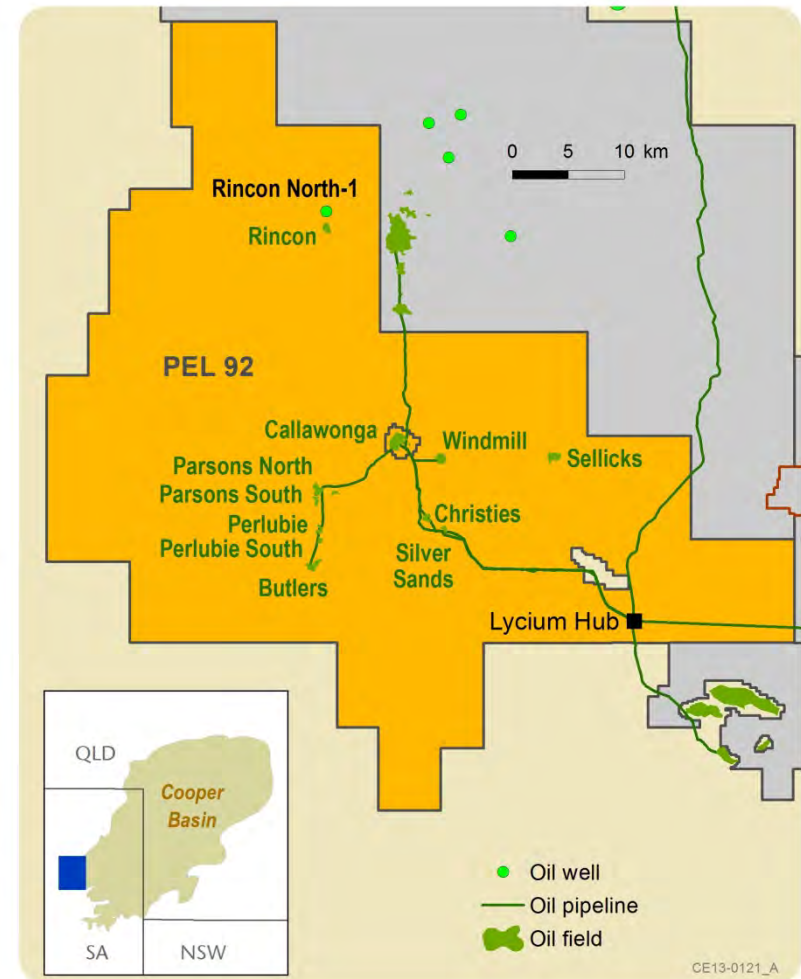 0 5 10 km
Rincon North-1
Rincon
PEL 92
Callawonga
Windmill
Sellicks
Parsons North
Parsons South
Christies
Perlubie
Perlubie South
Silver
Sands
Butlers
Lycium Hub
QLD
Cooper
Basin
SA
NSW
Oil well
Oil pipeline
Oil field
CE13-0121_A